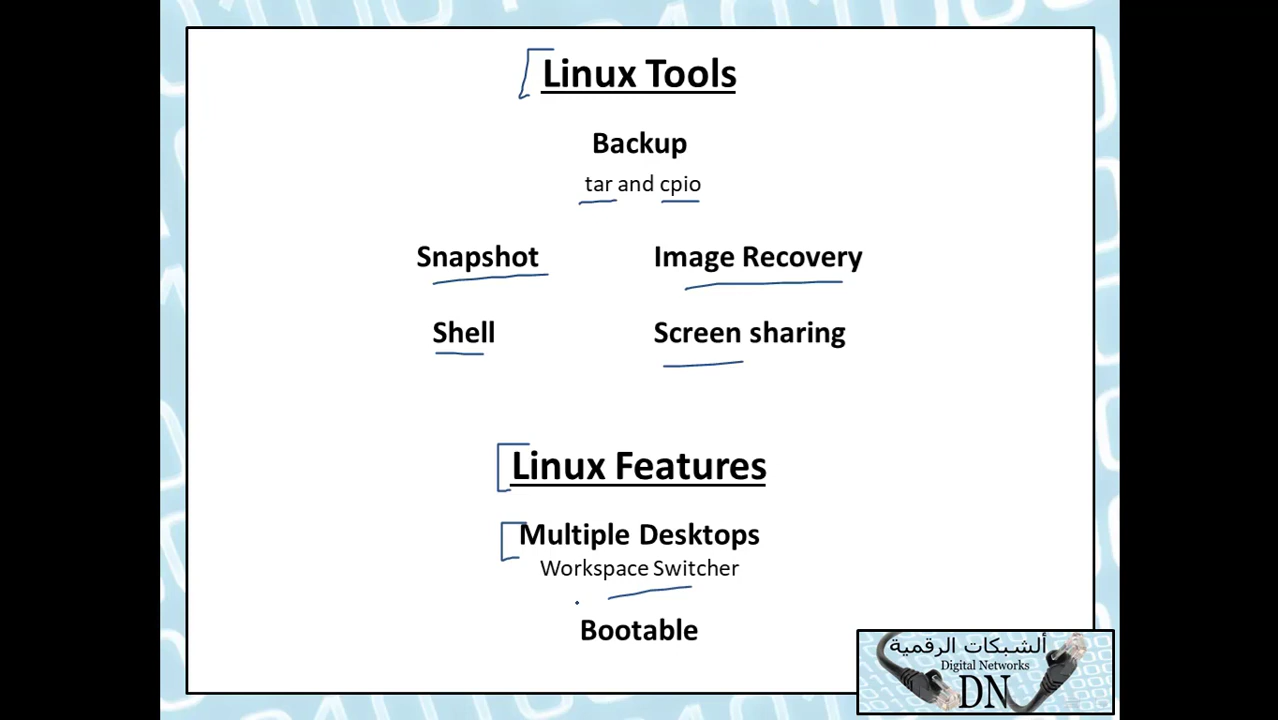 Linux Tools
Backup
tar and cpio
Snapshot Image Recovery
Shell Screen sharing
Linux Features
Multiple Desktops
Workspace Switcher
Bootable
ألشبكات الرقمية
Digital Networks
DN